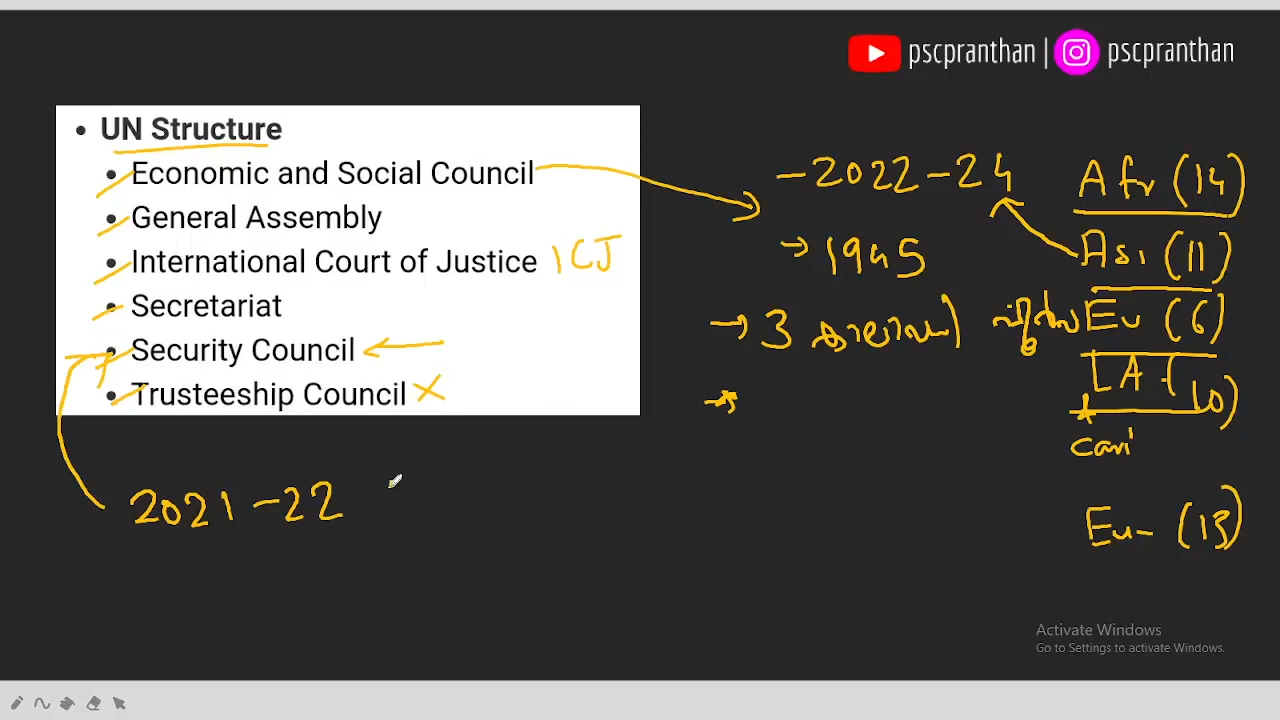 pscpranthan | pscpranthan
UN Structure
Economic and Social Council
General Assembly
International Court of Justice ICJ
Secretariat
Security Council
Trusteeship Council X
2021-22
-2022-24
→ 1945
→ 3
Afr (14)
Asi (11)
Eu (6)
LA (10)
cari
Eu- (13)
Activate Windows
Go to Settings to activate Windows.